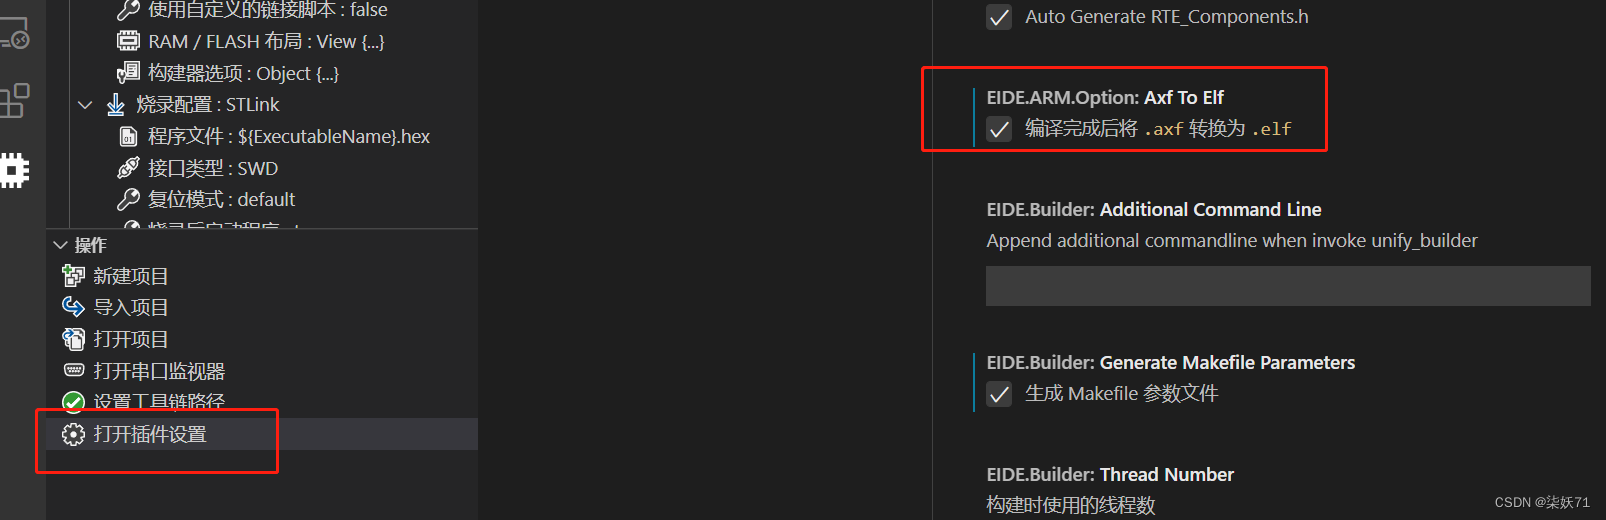 使用自定义的链接脚本 : false
RAM / FLASH 布局 : View {...}
构建器选项 : Object {...}
烧录配置 : STLink
程序文件 : ${ExecutableName}.hex
接口类型 : SWD
复位模式 : default
操作
新建项目
导入项目
打开项目
打开串口监视器
设置工具链路径
打开插件设置
Auto Generate RTE_Components.h
EIDE.ARM.Option: Axf To Elf
编译完成后将 .axf 转换为 .elf
EIDE.Builder: Additional Command Line
Append additional commandline when invoke unify_builder
EIDE.Builder: Generate Makefile Parameters
生成 Makefile 参数文件
EIDE.Builder: Thread Number
构建时使用的线程数
CSDN @柒妖71